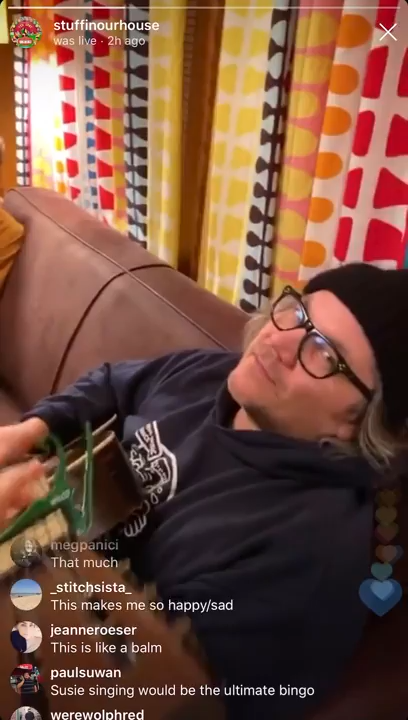 stuffinourhouse
was live · 2h ago
megpanici
That much
_stitchsista_
This makes me so happy/sad
jeanneroeser
This is like a balm
paulsuwan
Susie singing would be the ultimate bingo
werewolphred